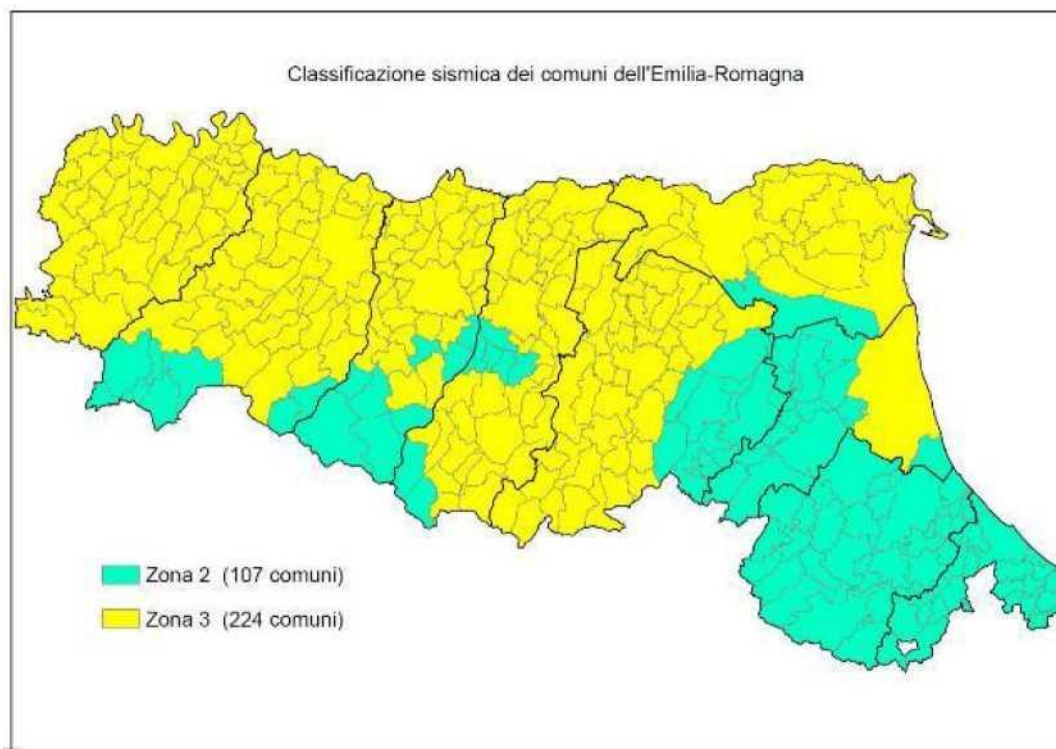 Classificazione sismica dei comuni dell'Emilia-Romagna
Zona 2 (107 comuni)
Zona 3 (224 comuni)